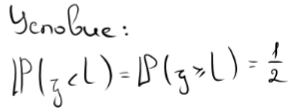 Условие:
P(ξ < l) = P(ξ ≥ l) = 1/2